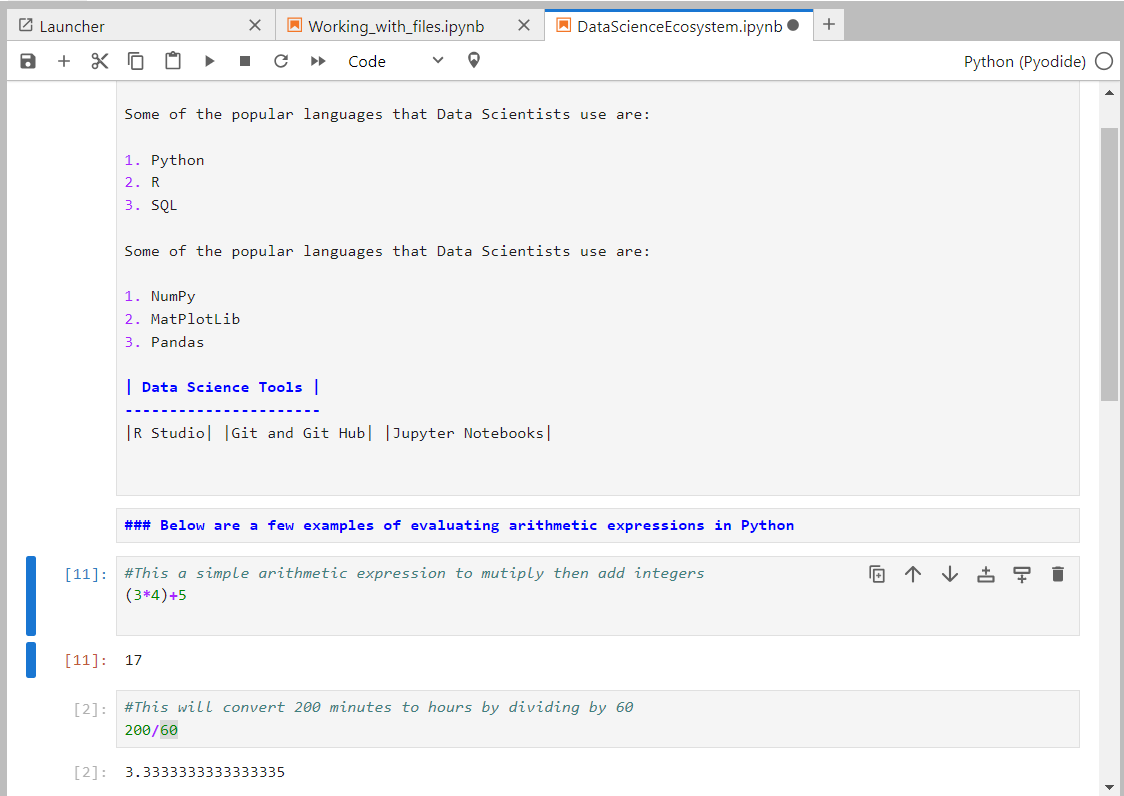 Launcher
Working_with_files.ipynb
DataScienceEcosystem.ipynb
Code
Python (Pyodide)
Some of the popular languages that Data Scientists use are:
1. Python
2. R
3. SQL
Some of the popular languages that Data Scientists use are:
1. NumPy
2. MatPlotLib
3. Pandas
| Data Science Tools |
----------------------
|R Studio| |Git and Git Hub| |Jupyter Notebooks|
### Below are a few examples of evaluating arithmetic expressions in Python
[11]: #This a simple arithmetic expression to mutiply then add integers
(3*4)+5
[11]: 17
[2]: #This will convert 200 minutes to hours by dividing by 60
200/60
[2]: 3.3333333333333335